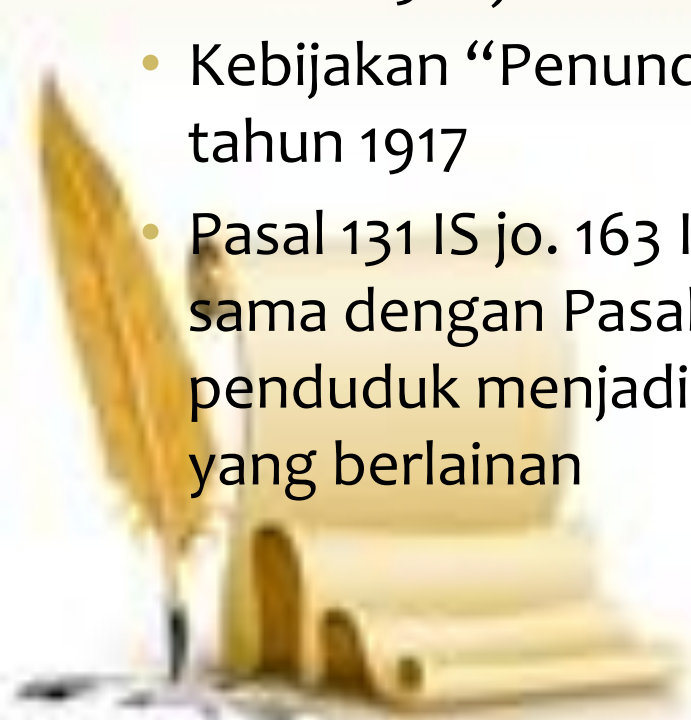 • Kebijakan “Penund
tahun 1917
• Pasal 131 IS jo. 163 I
sama dengan Pasal
penduduk menjadi
yang berlainan